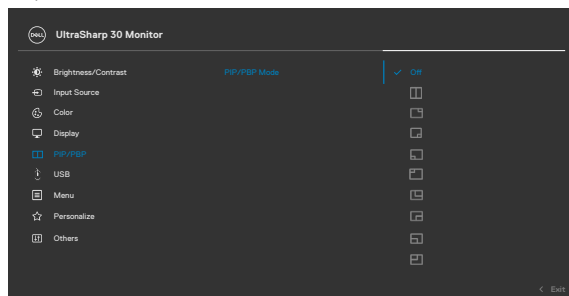 DELL UltraSharp 30 Monitor
Brightness/Contrast PIP/PBP Mode Off
Input Source
Color
Display
PIP/PBP
USB
Menu
Personalize
Others
< Exit